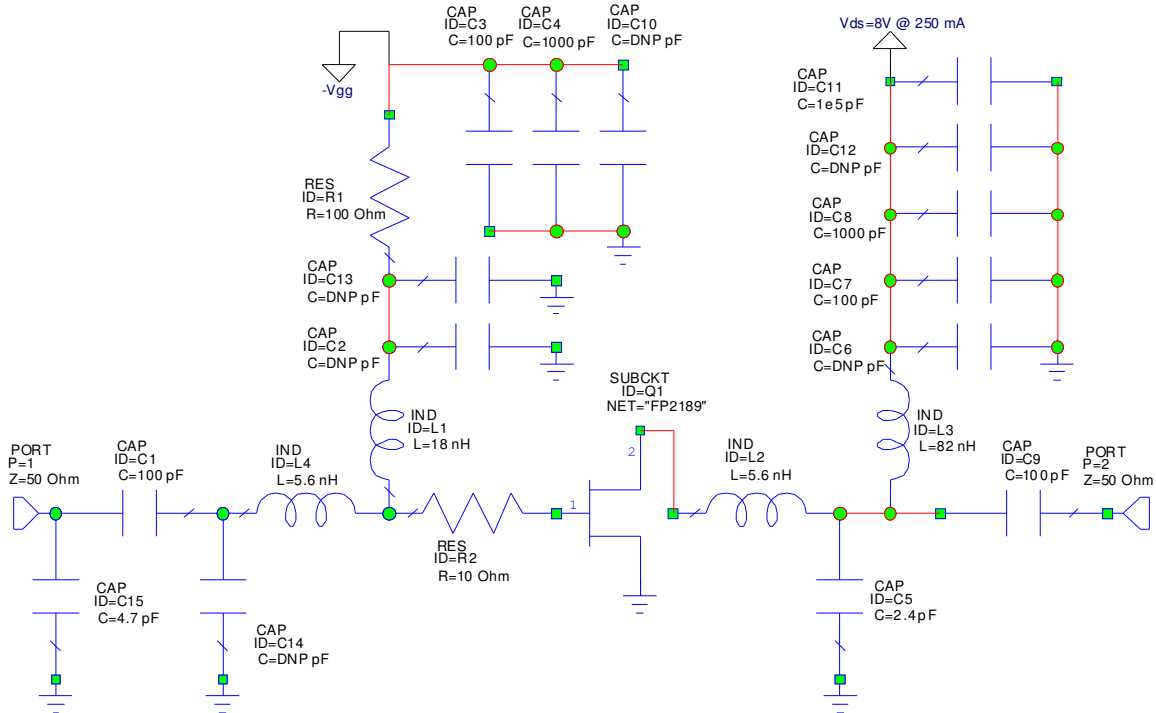 CAP
ID=C3
C=100 pF
CAP
ID=C4
C=1000 pF
CAP
ID=C10
C=DNP pF
Vds=8V @ 250 mA
-Vgg
CAP
ID=C11
C=1e5 pF
CAP
ID=C12
C=DNP pF
RES
ID=R1
R=100 Ohm
CAP
ID=C8
C=1000 pF
CAP
ID=C13
C=DNP pF
CAP
ID=C7
C=100 pF
CAP
ID=C2
C=DNP pF
CAP
ID=C6
C=DNP pF
SUBCKT
ID=Q1
NET="FP2189"
IND
ID=L1
L=18 nH
IND
ID=L3
L=82 nH
PORT
P=1
Z=50 Ohm
CAP
ID=C1
C=100 pF
IND
ID=L4
L=5.6 nH
2
IND
ID=L2
L=5.6 nH
CAP
ID=C9
C=100 pF
PORT
P=2
Z=50 Ohm
1
RES
ID=R2
R=10 Ohm
CAP
ID=C15
C=4.7 pF
CAP
ID=C14
C=DNP pF
CAP
ID=C5
C=2.4 pF